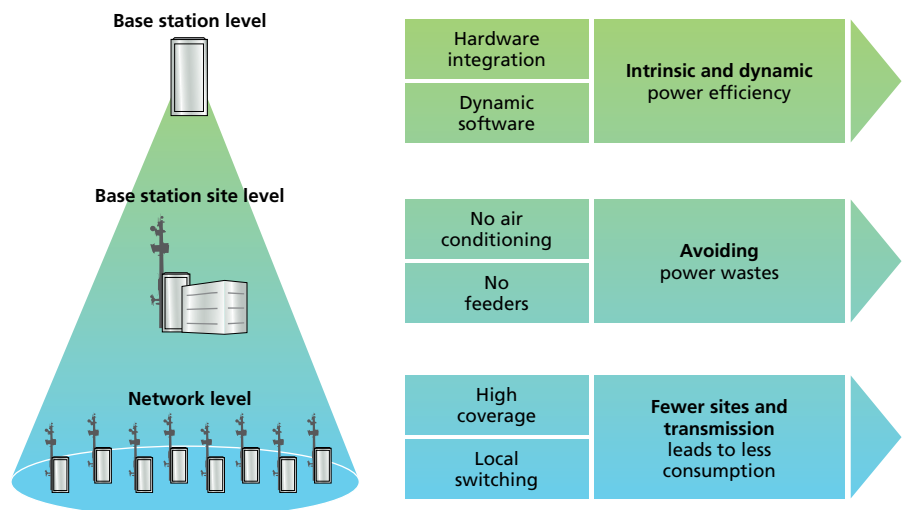 Base station level
Hardware
integration
Dynamic
software
Intrinsic and dynamic
power efficiency
Base station site level
No air
conditioning
No
feeders
Avoiding
power wastes
Network level
High
coverage
Local
switching
Fewer sites and
transmission
leads to less
consumption